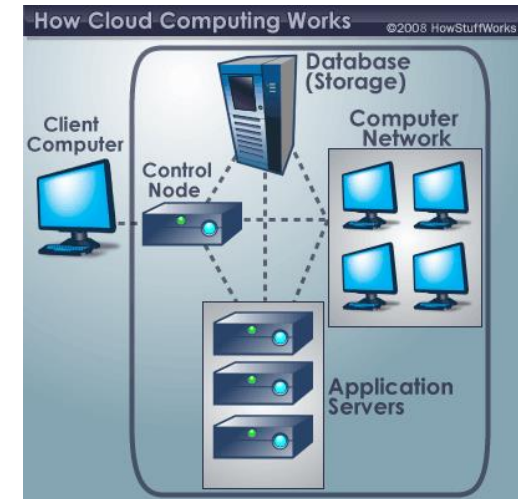 How Cloud Computing Works
©2008 HowStuffWorks
Database
(Storage)
Client
Computer
Computer
Network
Control
Node
Application
Servers